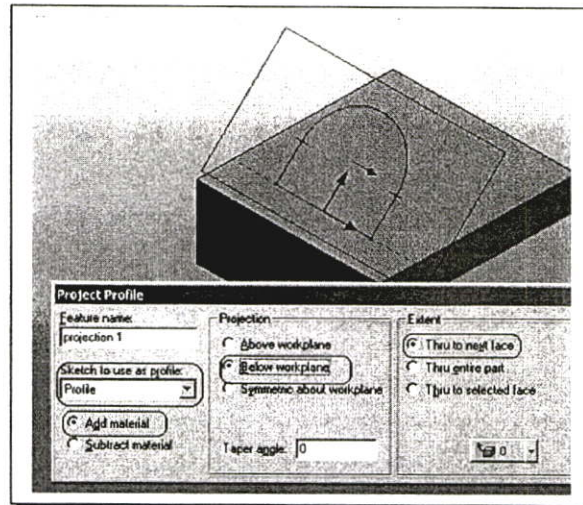 Project Profile
Feature name:
projection 1
Sketch to use as profile:
Profile
Add material
Subtract material
Projection
Above workplane
Below workplane
Symmetric about workplane
Taper angle: 0
Extent
Thru to next face
Thru entire part
Thru to selected face
0